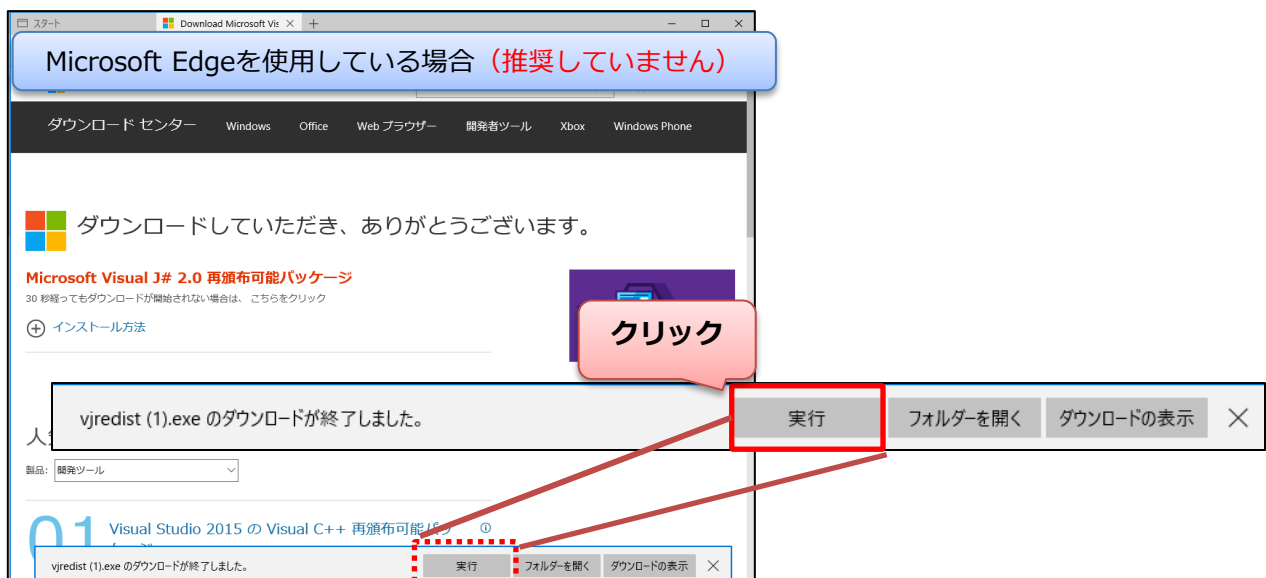 スタート
Download Microsoft Vis
Microsoft Edgeを使用している場合（推奨していません）
ダウンロード センター Windows Office Web ブラウザー 開発者ツール Xbox Windows Phone
ダウンロードしていただき、ありがとうございます。
Microsoft Visual J# 2.0 再頒布可能パッケージ
30 秒経ってもダウンロードが開始されない場合は、 こちらをクリック
インストール方法
クリック
vjredist (1).exe のダウンロードが終了しました。 実行 フォルダーを開く ダウンロードの表示
人
製品: 開発ツール
01 Visual Studio 2015 の Visual C++ 再頒布可能パッ
vjredist (1).exe のダウンロードが終了しました。 実行 フォルダーを開く ダウンロードの表示